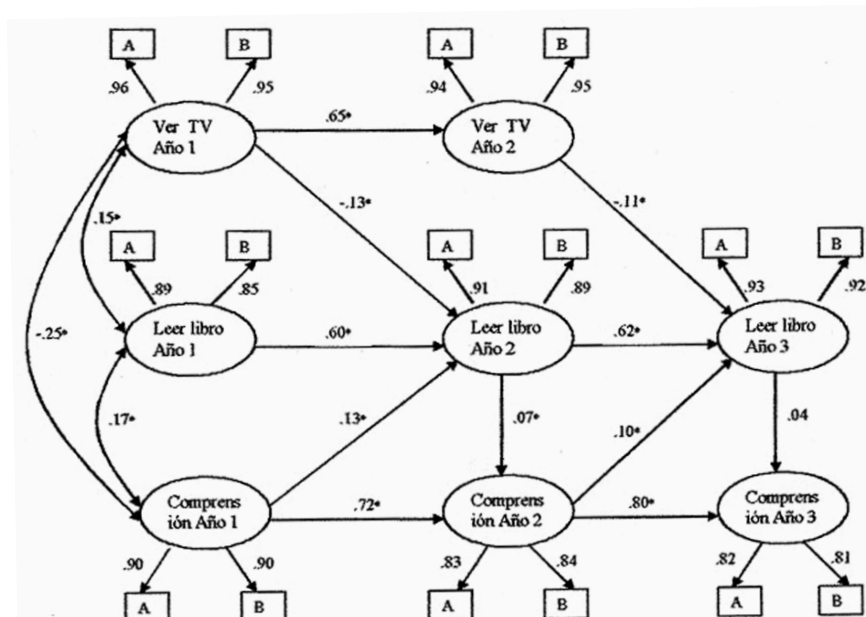 A B A B
.96 .95 .94 .95
Ver TV
Año 1
.65*
Ver TV
Año 2
.15*
-.13*
-.11*
A B A B A B
.89 .85 .91 .89 .93 .92
-.25*
Leer libro
Año 1
.60*
Leer libro
Año 2
.62*
Leer libro
Año 3
.17*
.13*
.07*
.10*
.04
Comprens
ión Año 1
.72*
Comprens
ión Año 2
.80*
Comprens
ión Año 3
.90 .90 .83 .84 .82 .81
A B A B A B